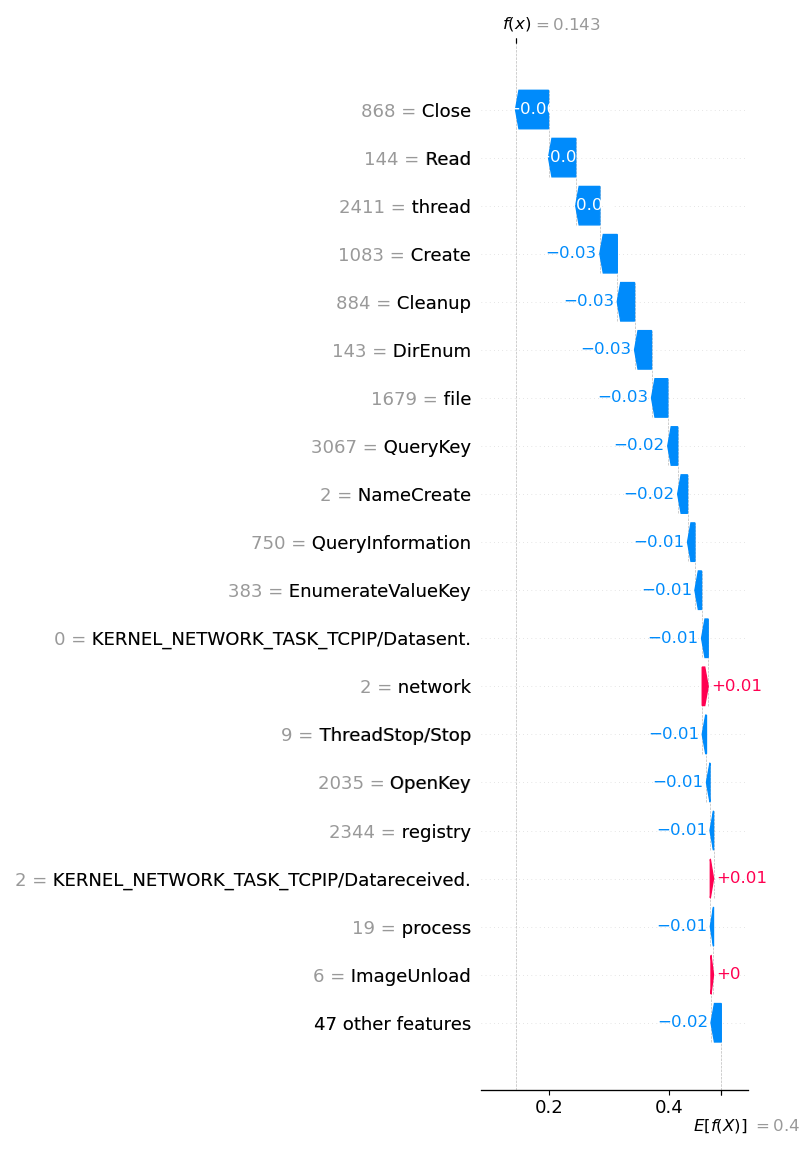 f(x) = 0.143
868 = Close
144 = Read
2411 = thread
1083 = Create −0.03
884 = Cleanup −0.03
143 = DirEnum −0.03
1679 = file −0.03
3067 = QueryKey −0.02
2 = NameCreate −0.02
750 = QueryInformation −0.01
383 = EnumerateValueKey −0.01
0 = KERNEL_NETWORK_TASK_TCPIP/Datasent. −0.01
2 = network +0.01
9 = ThreadStop/Stop −0.01
2035 = OpenKey −0.01
2344 = registry −0.01
2 = KERNEL_NETWORK_TASK_TCPIP/Datareceived. +0.01
19 = process −0.01
6 = ImageUnload +0
47 other features −0.02
0.2 0.4
E[f(X)] = 0.4